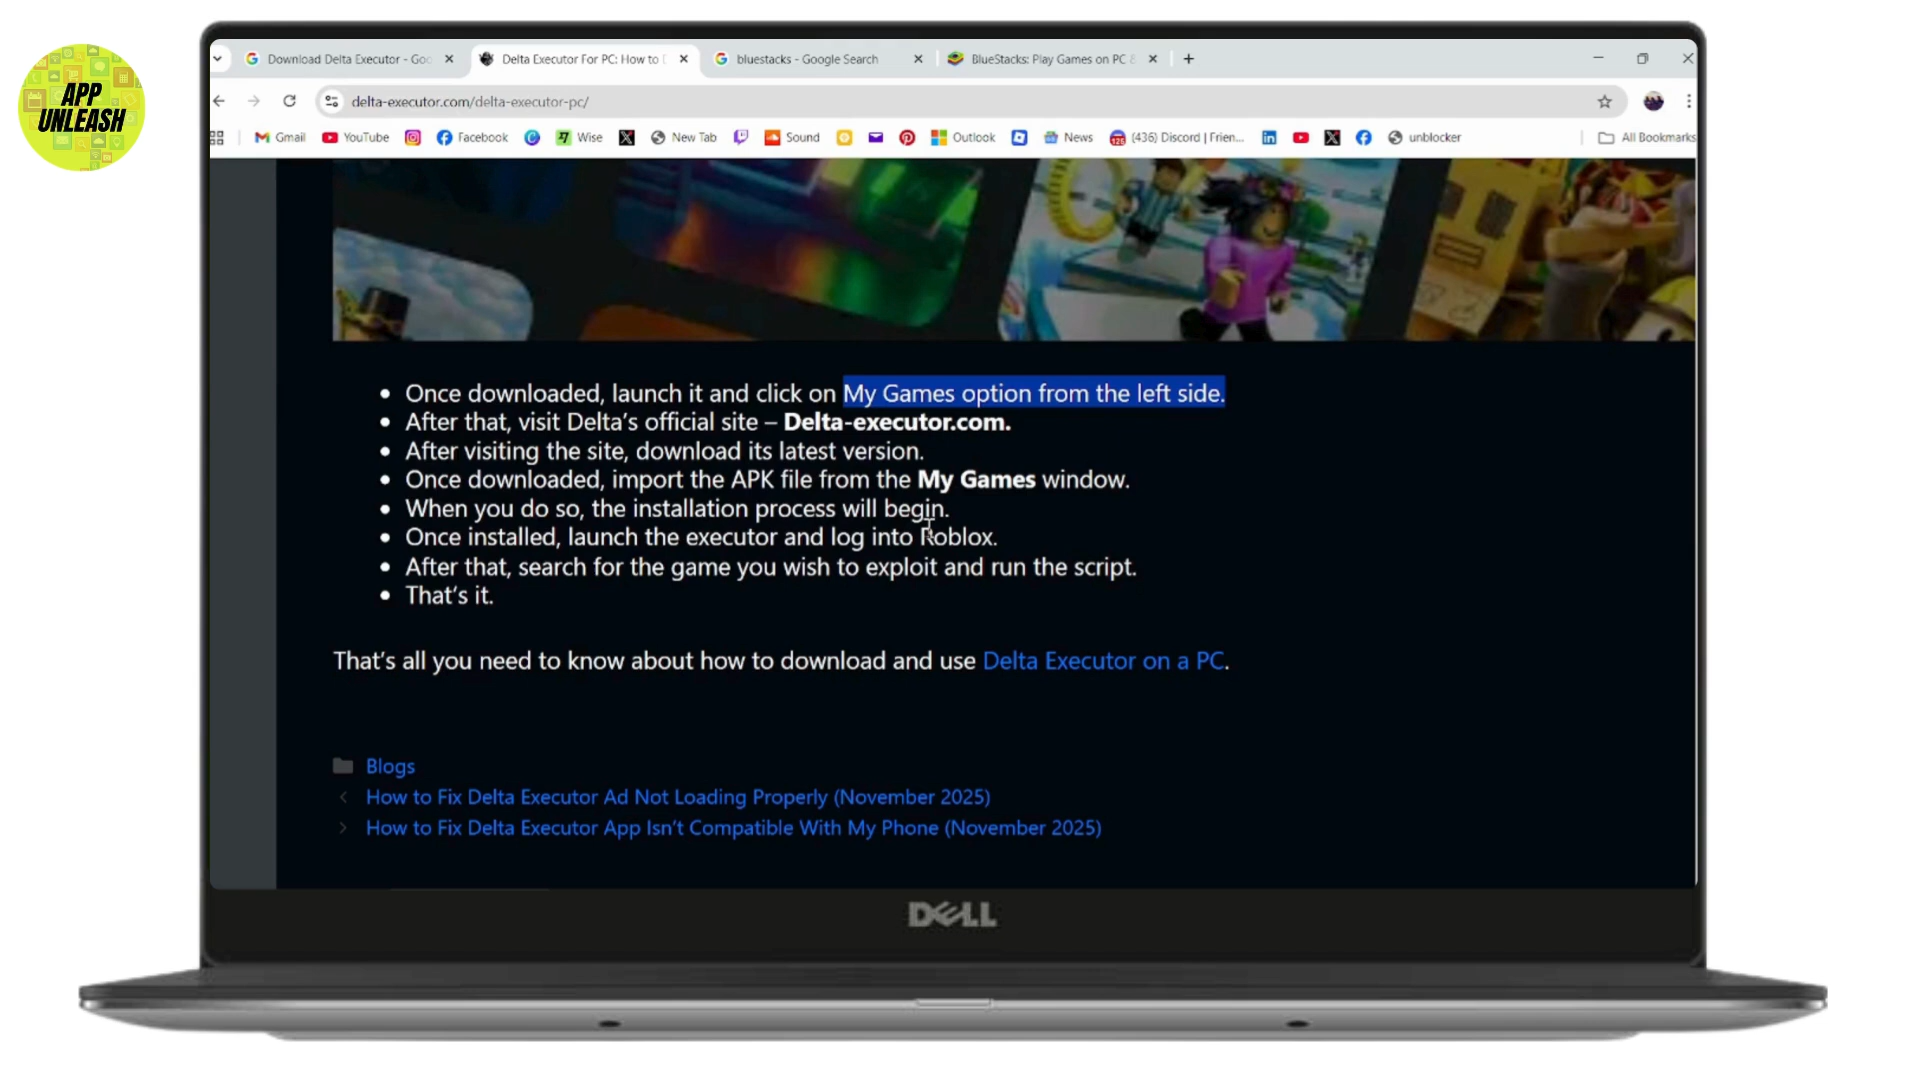 APP
UNLEASH
Download Delta Executor - Goo
Delta Executor For PC: How to D
bluestacks - Google Search
BlueStacks: Play Games on PC &
delta-executor.com/delta-executor-pc/
Gmail
YouTube
Facebook
Wise
New Tab
Sound
Outlook
News
(436) Discord | Frien...
unblocker
All Bookmarks
• Once downloaded, launch it and click on My Games option from the left side.
• After that, visit Delta's official site – Delta-executor.com.
• After visiting the site, download its latest version.
• Once downloaded, import the APK file from the My Games window.
• When you do so, the installation process will begin.
• Once installed, launch the executor and log into Roblox.
• After that, search for the game you wish to exploit and run the script.
• That's it.
That's all you need to know about how to download and use Delta Executor on a PC.
Blogs
How to Fix Delta Executor Ad Not Loading Properly (November 2025)
How to Fix Delta Executor App Isn't Compatible With My Phone (November 2025)
DELL